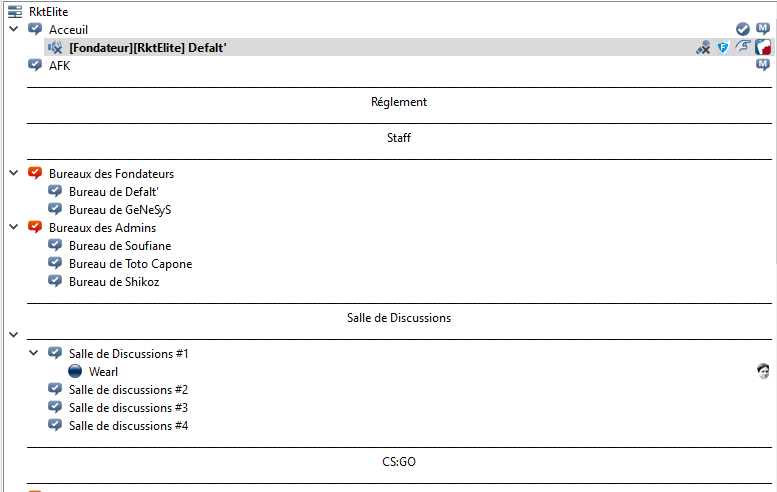 RktElite
Acceuil
[Fondateur][RktElite] Defalt'
AFK
Réglement
Staff
Bureaux des Fondateurs
Bureau de Defalt'
Bureau de GeNeSyS
Bureaux des Admins
Bureau de Soufiane
Bureau de Toto Capone
Bureau de Shikoz
Salle de Discussions
Salle de Discussions #1
Wearl
Salle de discussions #2
Salle de discussions #3
Salle de discussions #4
CS:GO